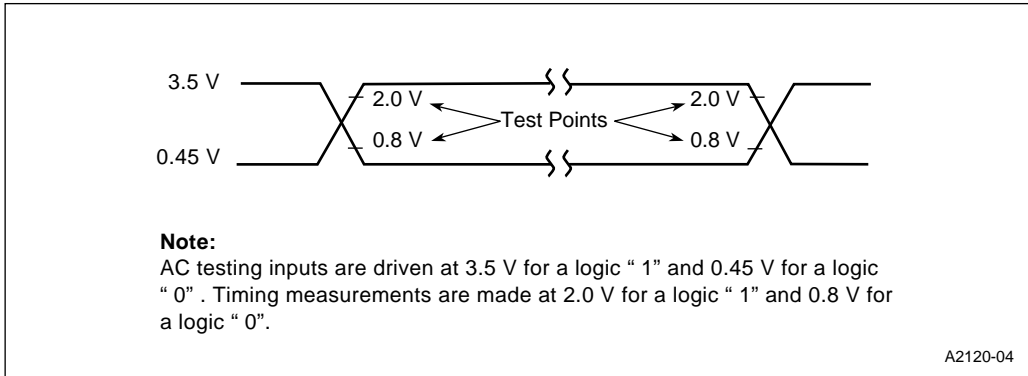 3.5 V
2.0 V
2.0 V
Test Points
0.8 V
0.8 V
0.45 V
Note:
AC testing inputs are driven at 3.5 V for a logic “ 1” and 0.45 V for a logic
“ 0” . Timing measurements are made at 2.0 V for a logic “ 1” and 0.8 V for
a logic “ 0”.
A2120-04